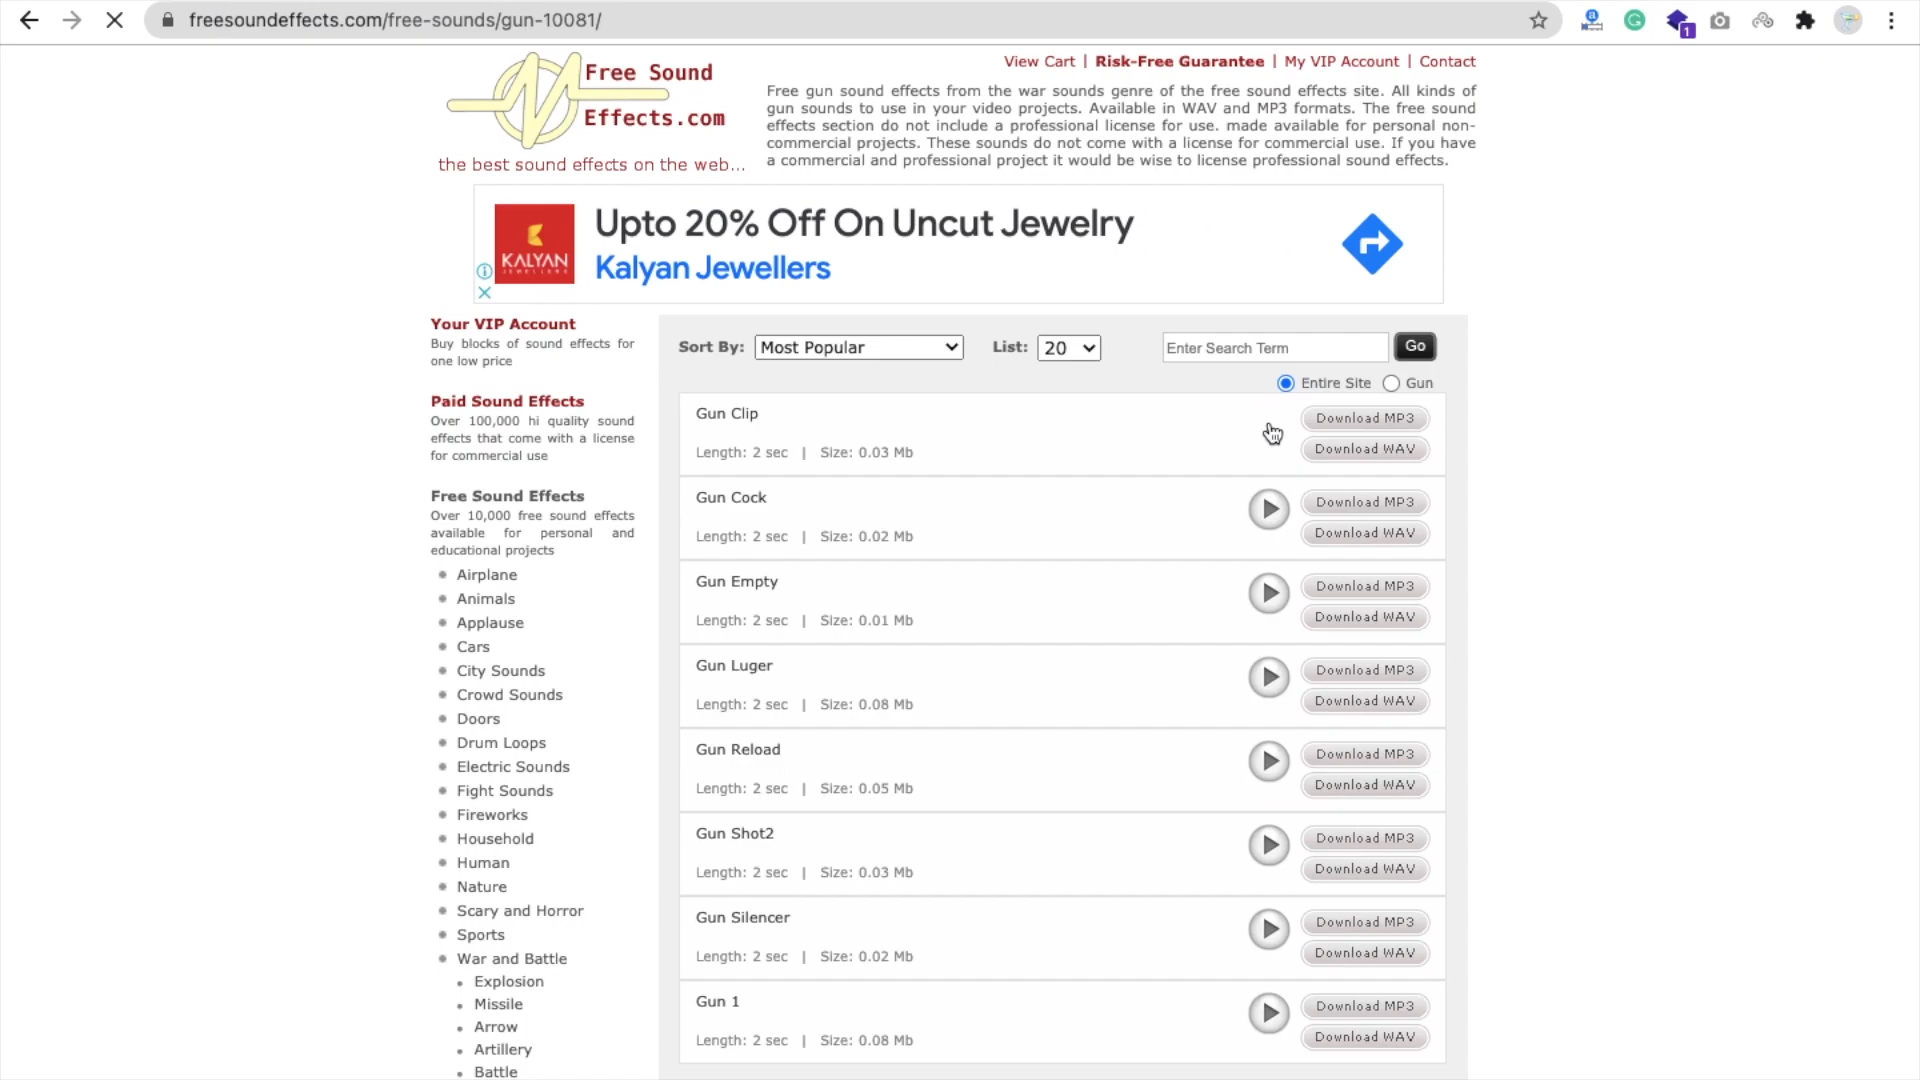 freesoundeffects.com/free-sounds/gun-10081/
1
Free Sound
Effects.com
the best sound effects on the web...
View Cart | Risk-Free Guarantee | My VIP Account | Contact
Free gun sound effects from the war sounds genre of the free sound effects site. All kinds of
gun sounds to use in your video projects. Available in WAV and MP3 formats. The free sound
effects section do not include a professional license for use. made available for personal non-
commercial projects. These sounds do not come with a license for commercial use. If you have
a commercial and professional project it would be wise to license professional sound effects.
KALYAN
JEWELLERS
Upto 20% Off On Uncut Jewelry
Kalyan Jewellers
Your VIP Account
Buy blocks of sound effects for
one low price
Paid Sound Effects
Over 100,000 hi quality sound
effects that come with a license
for commercial use
Free Sound Effects
Over 10,000 free sound effects
available for personal and
educational projects
Airplane
Animals
Applause
Cars
City Sounds
Crowd Sounds
Doors
Drum Loops
Electric Sounds
Fight Sounds
Fireworks
Household
Human
Nature
Scary and Horror
Sports
War and Battle
Explosion
Missile
Arrow
Artillery
Battle
Sort By: Most Popular List: 20 Enter Search Term Go
Entire Site Gun
Gun Clip
Length: 2 sec | Size: 0.03 Mb
Download MP3
Download WAV
Gun Cock
Length: 2 sec | Size: 0.02 Mb
Download MP3
Download WAV
Gun Empty
Length: 2 sec | Size: 0.01 Mb
Download MP3
Download WAV
Gun Luger
Length: 2 sec | Size: 0.08 Mb
Download MP3
Download WAV
Gun Reload
Length: 2 sec | Size: 0.05 Mb
Download MP3
Download WAV
Gun Shot2
Length: 2 sec | Size: 0.03 Mb
Download MP3
Download WAV
Gun Silencer
Length: 2 sec | Size: 0.02 Mb
Download MP3
Download WAV
Gun 1
Length: 2 sec | Size: 0.08 Mb
Download MP3
Download WAV